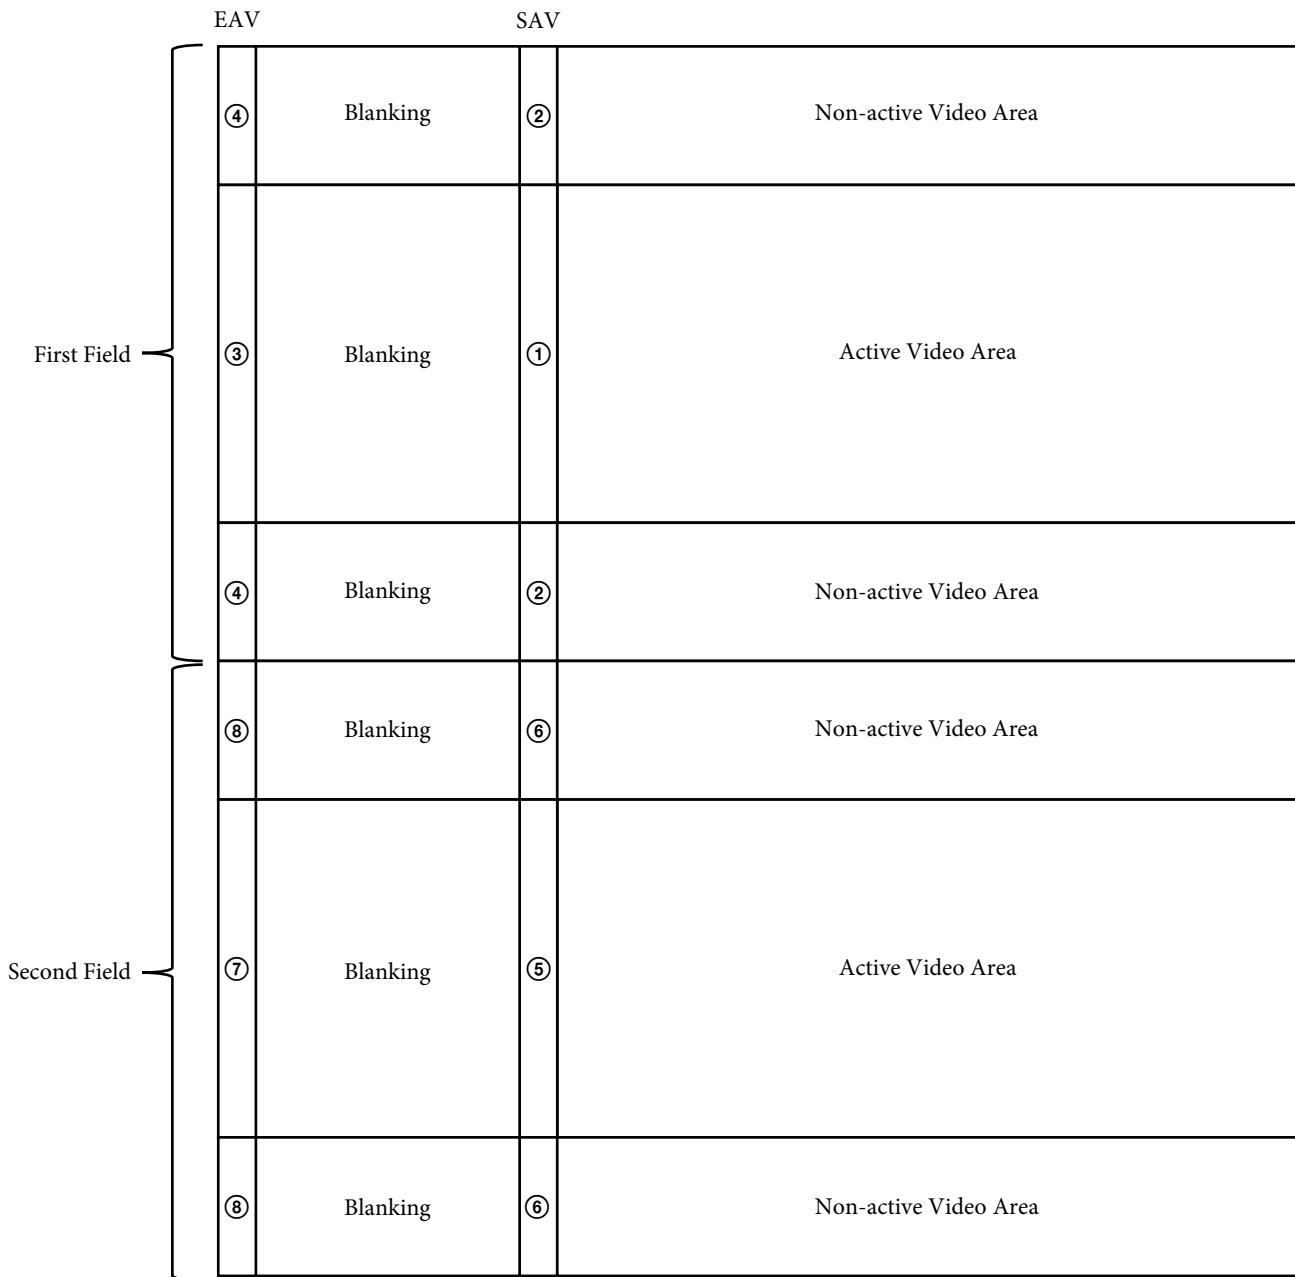 EAV SAV
④ Blanking ② Non-active Video Area
First Field ③ Blanking ① Active Video Area
④ Blanking ② Non-active Video Area
⑧ Blanking ⑥ Non-active Video Area
Second Field ⑦ Blanking ⑤ Active Video Area
⑧ Blanking ⑥ Non-active Video Area